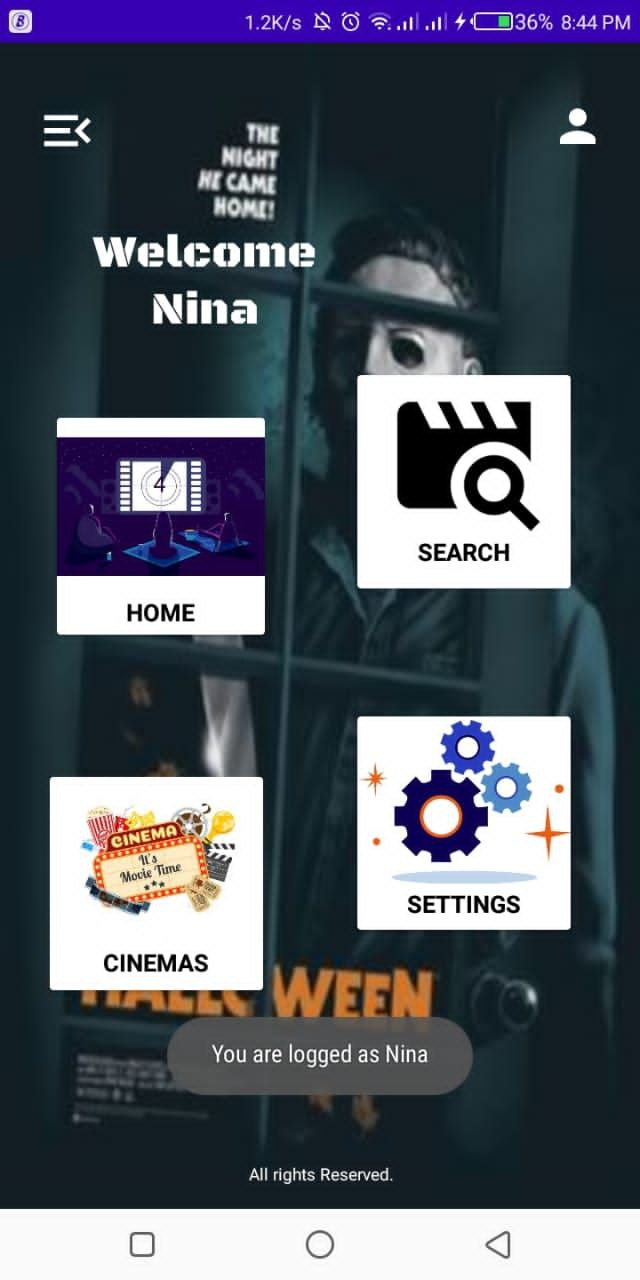 1.2K/s 36% 8:44 PM
THE
NIGHT
HE CAME
HOME!
Welcome
Nina
4
HOME
SEARCH
CINEMA
It's
Movie Time
CINEMAS
SETTINGS
HALLOWEEN
You are logged as Nina
All rights Reserved.